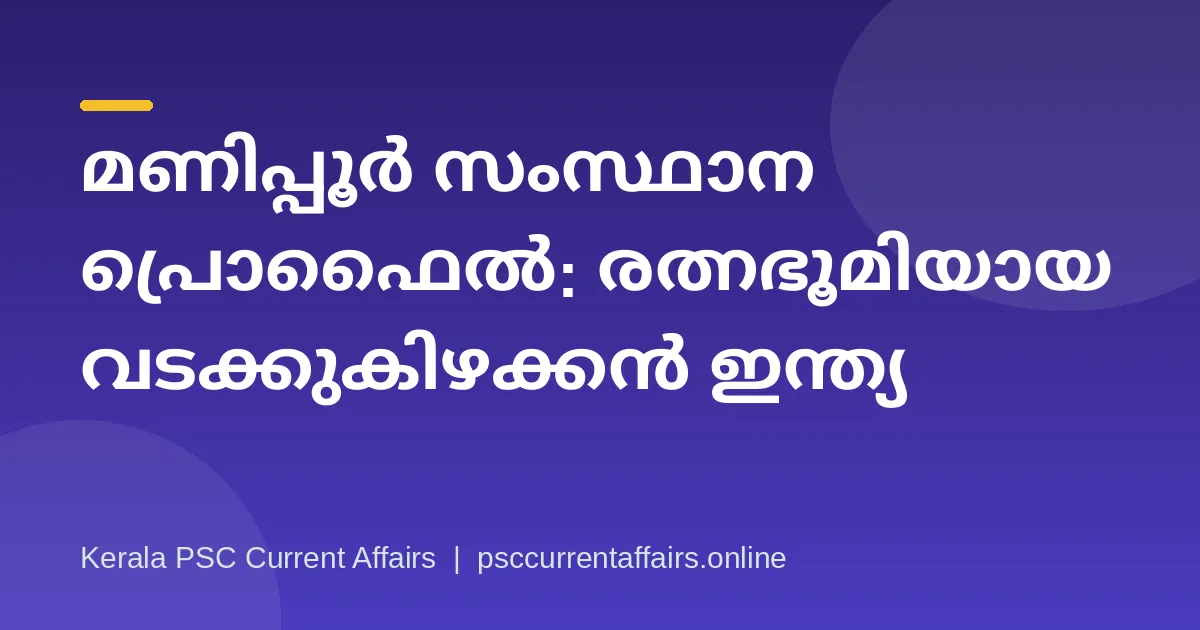 മണിപ്പൂർ സംസ്ഥാന
പ്രൊഫൈൽ: രത്നഭൂമിയായ
വടക്കുകിഴക്കൻ ഇന്ത്യ
Kerala PSC Current Affairs | psccurrentaffairs.online